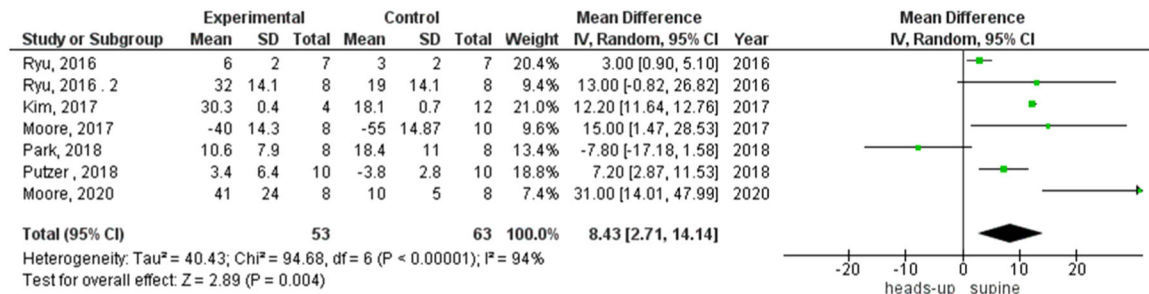 Experimental Control Mean Difference Mean Difference
Study or Subgroup Mean SD Total Mean SD Total Weight IV, Random, 95% CI Year IV, Random, 95% CI
Ryu, 2016 6 2 7 3 2 7 20.4% 3.00 [0.90, 5.10] 2016
Ryu, 2016 . 2 32 14.1 8 19 14.1 8 9.4% 13.00 [-0.82, 26.82] 2016
Kim, 2017 30.3 0.4 4 18.1 0.7 12 21.0% 12.20 [11.64, 12.76] 2017
Moore, 2017 -40 14.3 8 -55 14.87 10 9.6% 15.00 [1.47, 28.53] 2017
Park, 2018 10.6 7.9 8 18.4 11 8 13.4% -7.80 [-17.18, 1.58] 2018
Putzer , 2018 3.4 6.4 10 -3.8 2.8 10 18.8% 7.20 [2.87, 11.53] 2018
Moore, 2020 41 24 8 10 5 8 7.4% 31.00 [14.01, 47.99] 2020
Total (95% CI) 53 63 100.0% 8.43 [2.71, 14.14]
Heterogeneity: Tau² = 40.43; Chi² = 94.68, df = 6 (P < 0.00001); I² = 94%
Test for overall effect: Z = 2.89 (P = 0.004)
-20 -10 0 10 20
heads-up supine